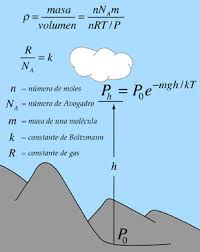 ρ = masa / volumen = nN_A m / nRT / P
R / N_A = k
P_h = P_0 e^{-mgh/kT}
n = número de moles
N_A = número de Avogadro
m = masa de una molécula
k = constante de Boltzmann
R = constante de gas
h
P_0